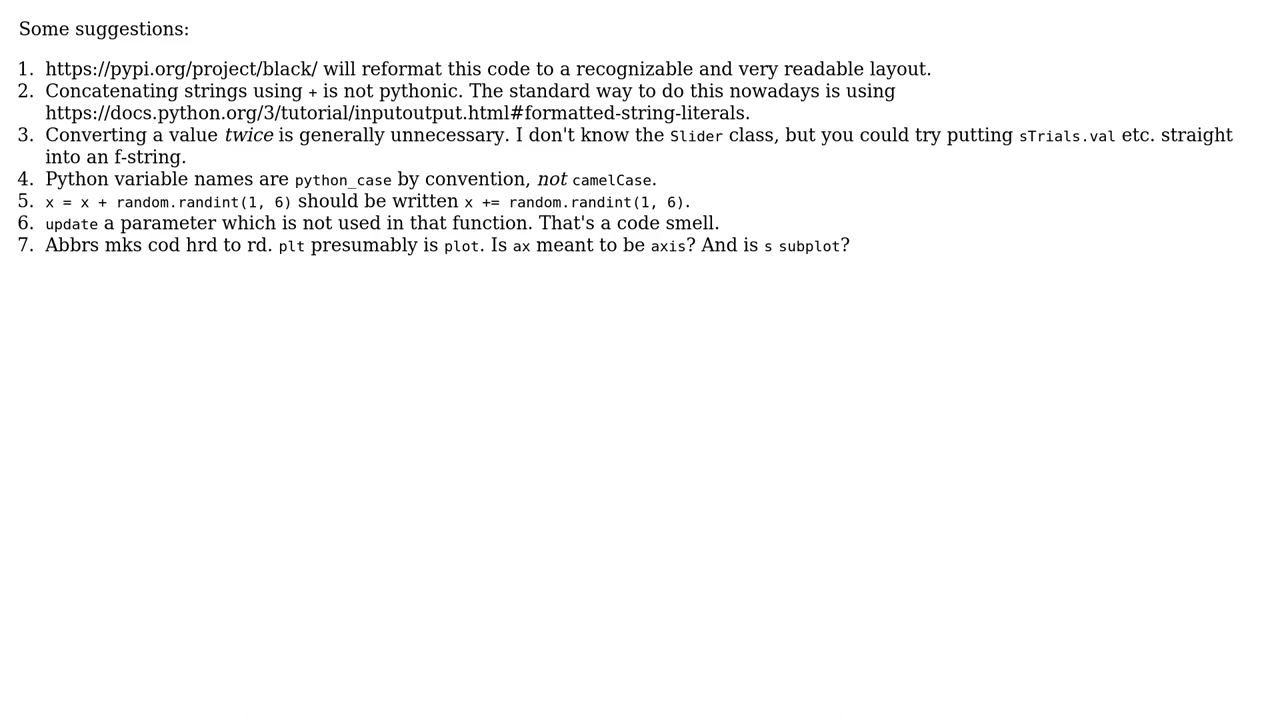 Some suggestions:
1. https://pypi.org/project/black/ will reformat this code to a recognizable and very readable layout.
2. Concatenating strings using + is not pythonic. The standard way to do this nowadays is using
https://docs.python.org/3/tutorial/inputoutput.html#formatted-string-literals.
3. Converting a value twice is generally unnecessary. I don't know the Slider class, but you could try putting sTrials.val etc. straight
into an f-string.
4. Python variable names are python_case by convention, not camelCase.
5. x = x + random.randint(1, 6) should be written x += random.randint(1, 6).
6. update a parameter which is not used in that function. That's a code smell.
7. Abbrs mks cod hrd to rd. plt presumably is plot. Is ax meant to be axis? And is s subplot?